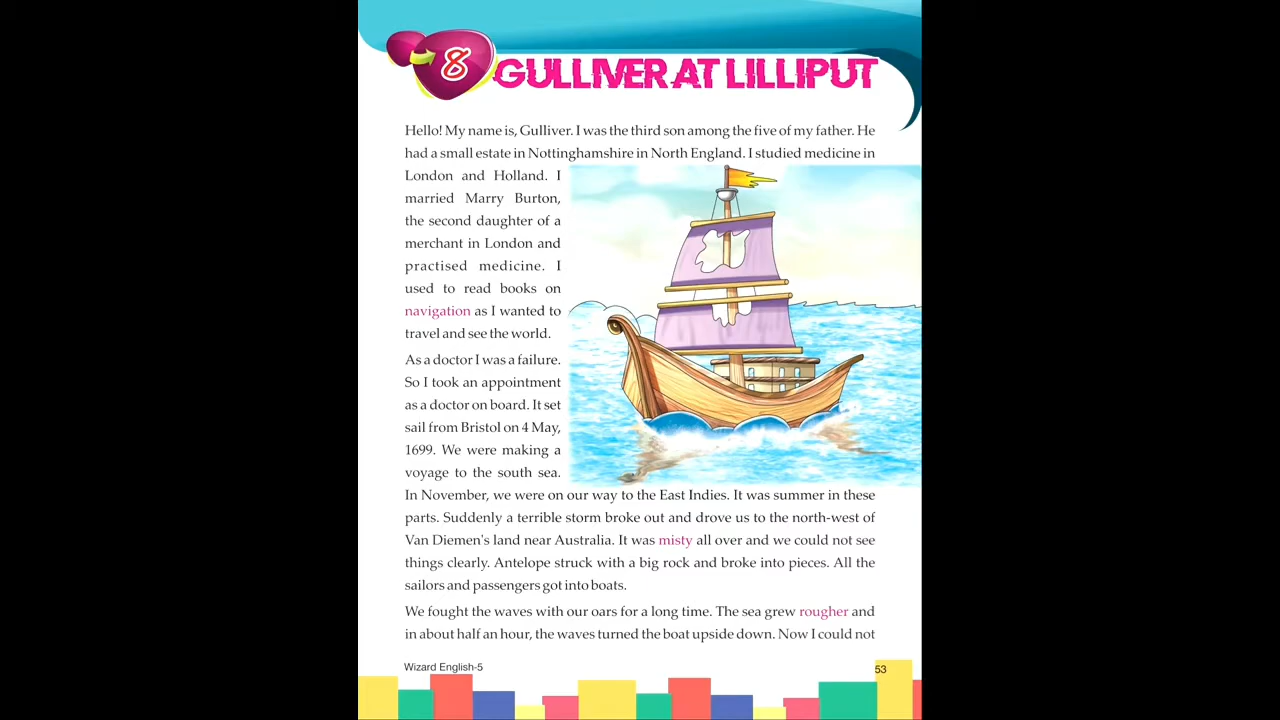 8
GULLIVER AT LILLIPUT
Hello! My name is, Gulliver. I was the third son among the five of my father. He
had a small estate in Nottinghamshire in North England. I studied medicine in
London and Holland. I
married Marry Burton,
the second daughter of a
merchant in London and
practised medicine. I
used to read books on
navigation as I wanted to
travel and see the world.
As a doctor I was a failure.
So I took an appointment
as a doctor on board. It set
sail from Bristol on 4 May,
1699. We were making a
voyage to the south sea.
In November, we were on our way to the East Indies. It was summer in these
parts. Suddenly a terrible storm broke out and drove us to the north-west of
Van Diemen's land near Australia. It was misty all over and we could not see
things clearly. Antelope struck with a big rock and broke into pieces. All the
sailors and passengers got into boats.
We fought the waves with our oars for a long time. The sea grew rougher and
in about half an hour, the waves turned the boat upside down. Now I could not
Wizard English-5
53